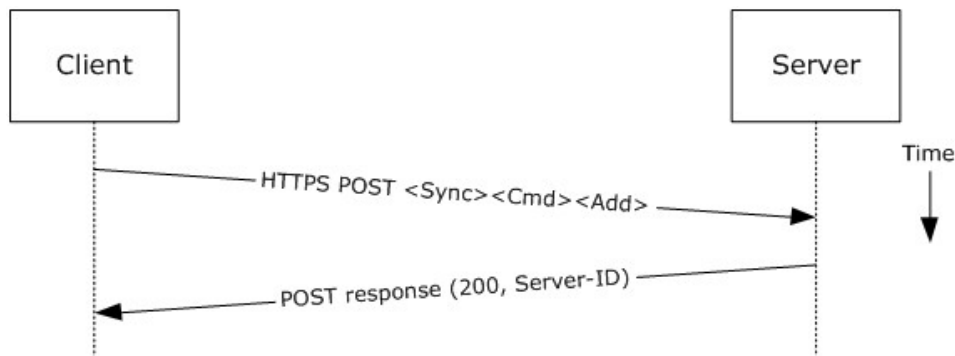 Client
Server
Time
HTTPS POST <Sync><Cmd><Add>
POST response (200, Server-ID)